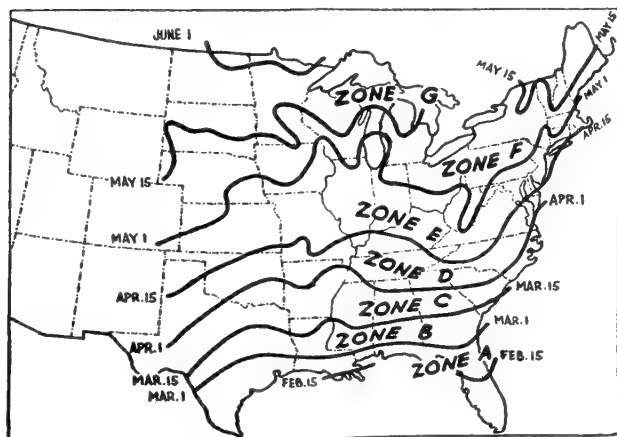 JUNE 1
MAY 15
ZONE G
MAY 1
ZONE F
APR. 15
MAY 15
APR. 1
ZONE E
MAY 1
ZONE D
APR. 15
MAR. 15
ZONE C
MAR. 1
ZONE B
APR. 1
ZONE A
FEB. 15
MAR. 15
FEB. 15
MAR. 1